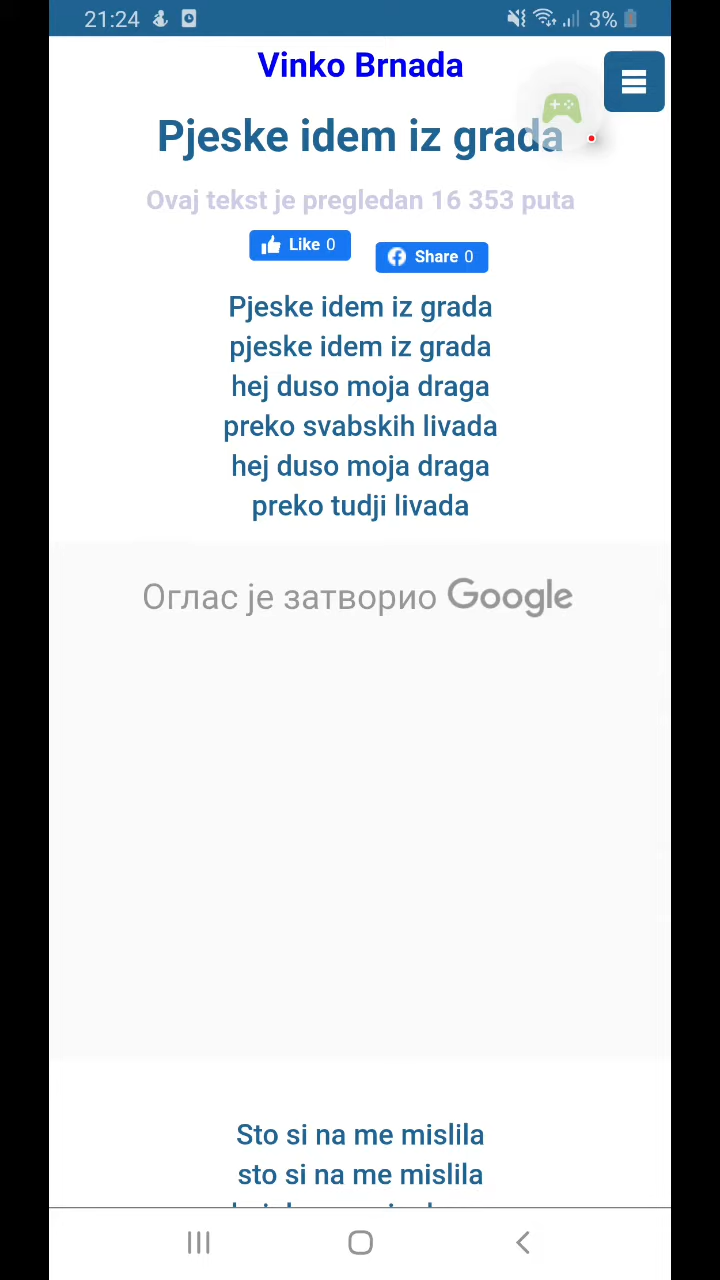 21:24
3%
Vinko Brnada
Pjeske idem iz grada
Ovaj tekst je pregledan 16 353 puta
Like 0
Share 0
Pjeske idem iz grada
pjeske idem iz grada
hej duso moja draga
preko svabskih livada
hej duso moja draga
preko tudji livada
Оглас је затворио Google
Sto si na me mislila
sto si na me mislila